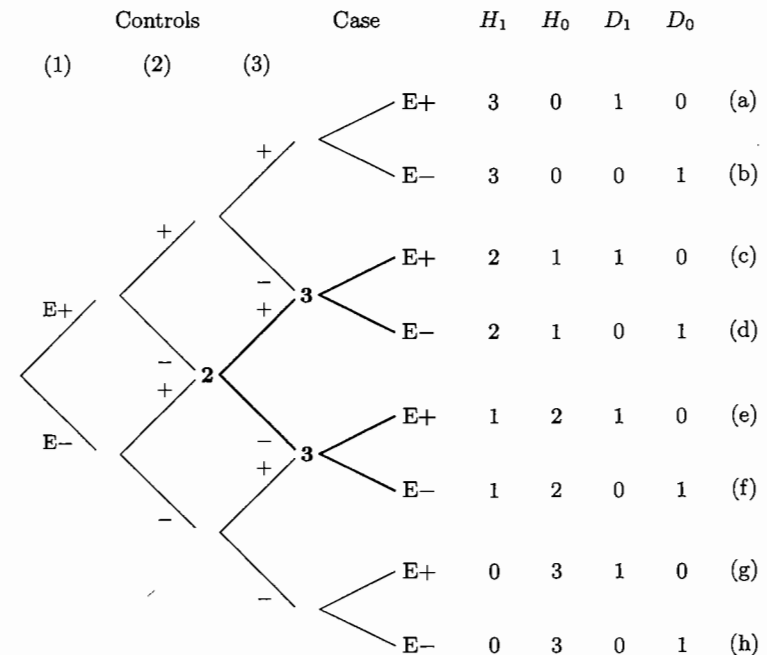 Controls Case H₁ H₀ D₁ D₀
(1) (2) (3)
E+ 3 0 1 0 (a)
+
E− 3 0 0 1 (b)
+
E+ 2 1 1 0 (c)
−
3
E+ +
E− 2 1 0 1 (d)
−
2
+
E+ 1 2 1 0 (e)
E− −
3
+
E− 1 2 0 1 (f)
−
E+ 0 3 1 0 (g)
−
E− 0 3 0 1 (h)